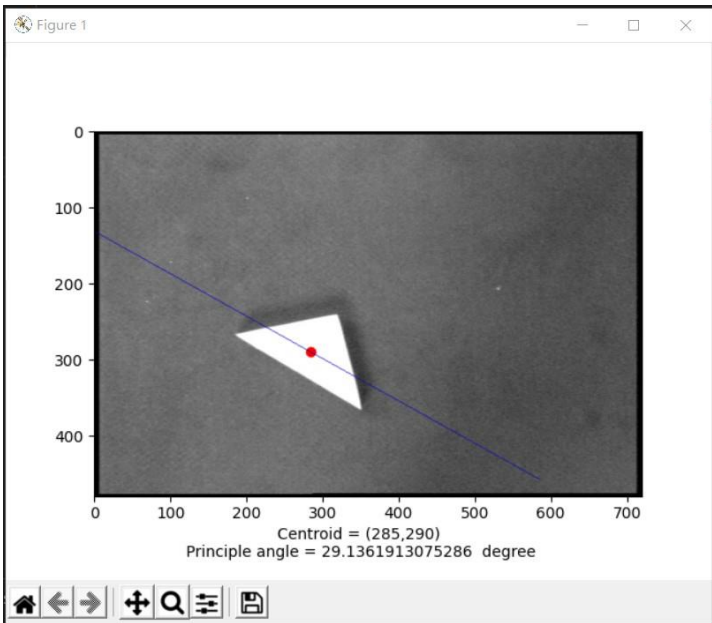 Figure 1
0
100
200
300
400
0 100 200 300 400 500 600 700
Centroid = (285,290)
Principle angle = 29.1361913075286 degree